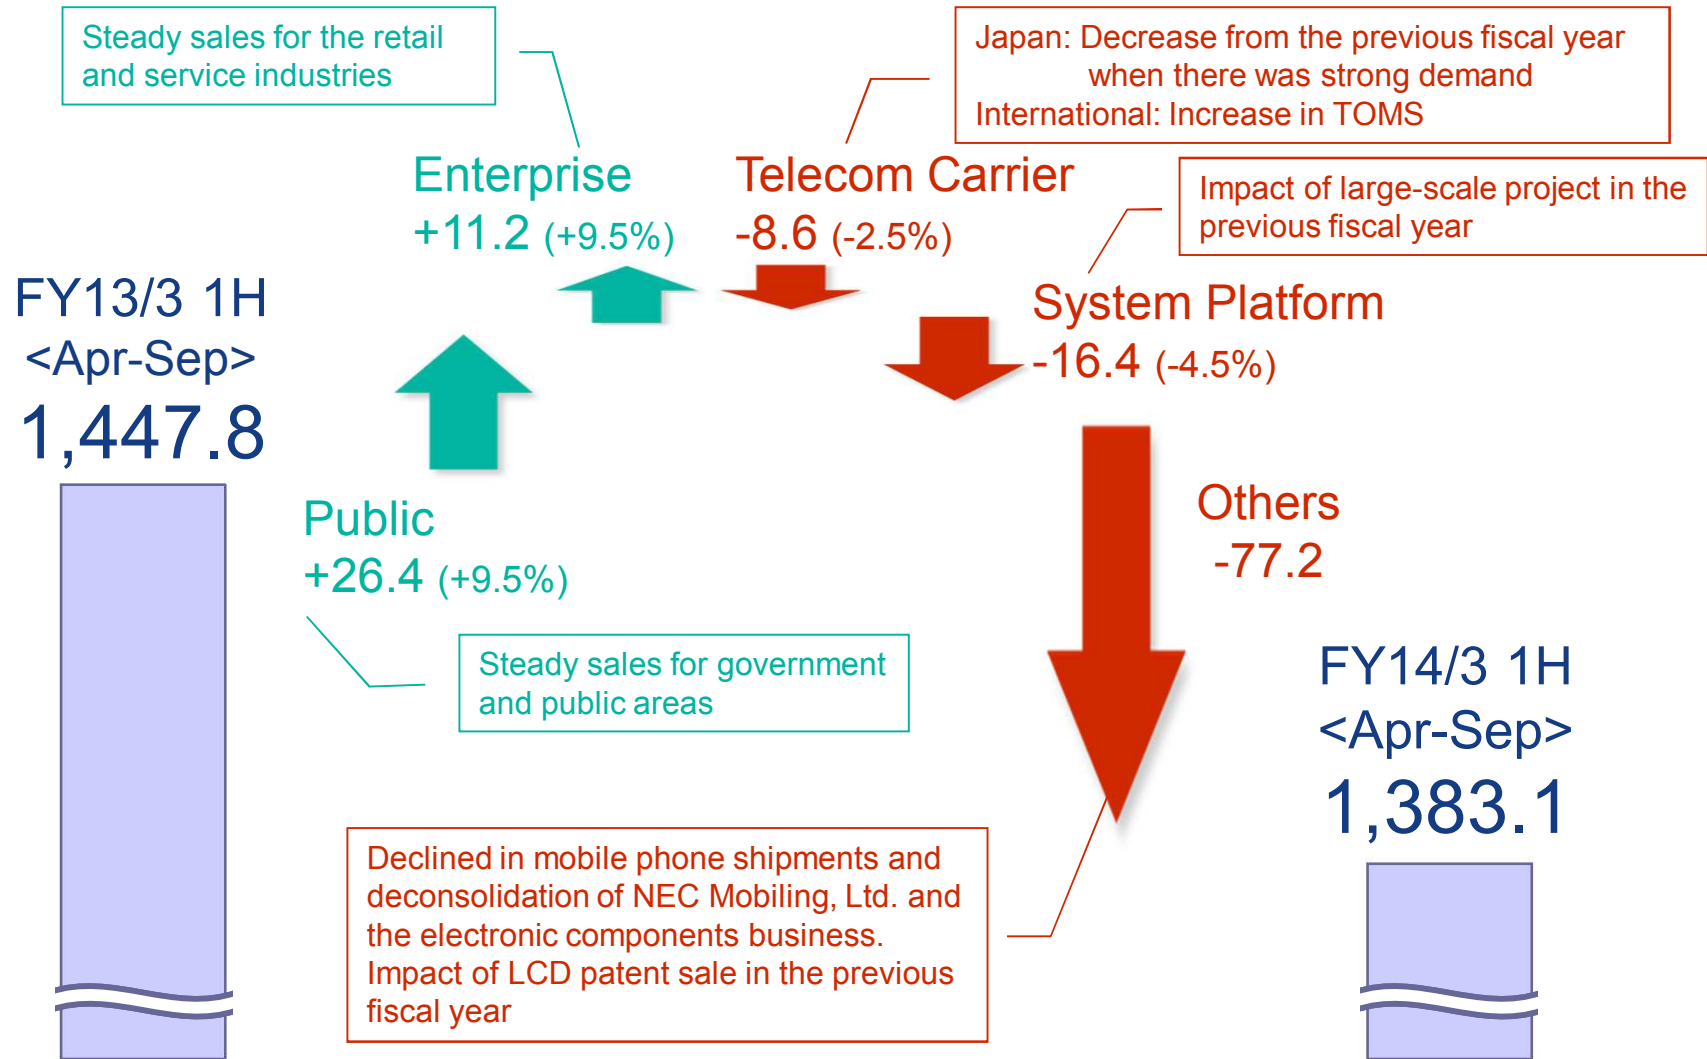 Steady sales for the retail
and service industries
Japan: Decrease from the previous fiscal year
when there was strong demand
International: Increase in TOMS
Enterprise
+11.2 (+9.5%)
Telecom Carrier
-8.6 (-2.5%)
Impact of large-scale project in the
previous fiscal year
FY13/3 1H
<Apr-Sep>
1,447.8
System Platform
-16.4 (-4.5%)
Public
+26.4 (+9.5%)
Others
-77.2
Steady sales for government
and public areas
FY14/3 1H
<Apr-Sep>
1,383.1
Declined in mobile phone shipments and
deconsolidation of NEC Mobiling, Ltd. and
the electronic components business.
Impact of LCD patent sale in the previous
fiscal year